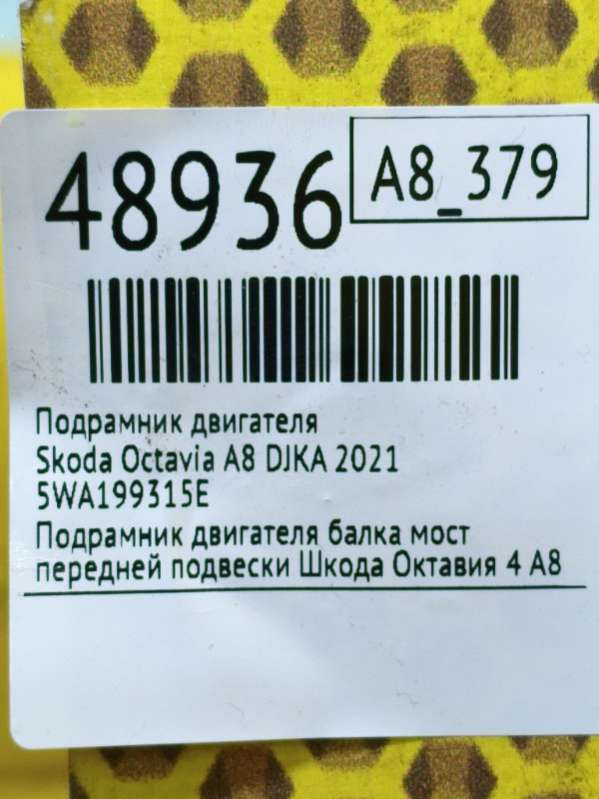 48936
A8_379
Подрамник двигателя
Skoda Octavia A8 DJKA 2021
5WA199315E
Подрамник двигателя балка мост
передней подвески Шкода Октавия 4 А8